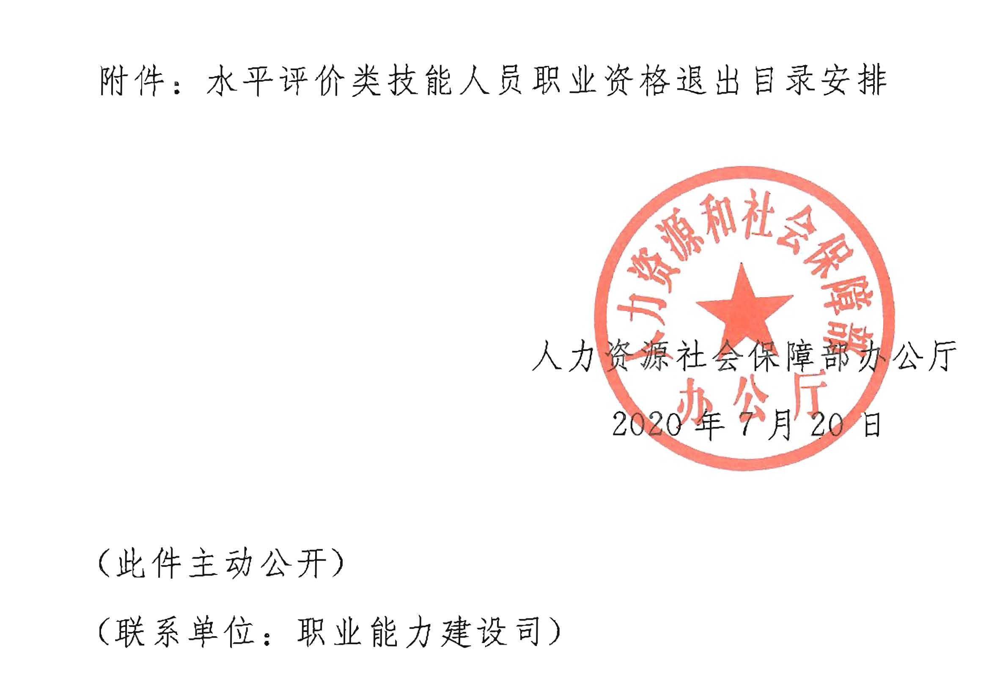 附件：水平评价类技能人员职业资格退出目录安排
人力资源和社会保障部
人力资源社会保障部办公厅
办公厅
2020年7月20日
（此件主动公开）
（联系单位：职业能力建设司）